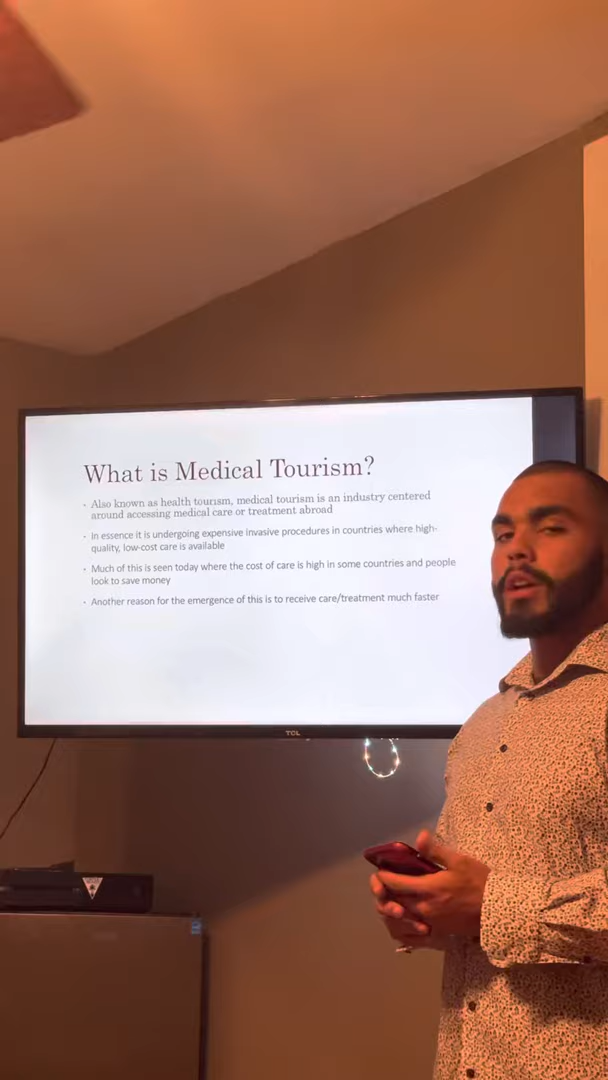 What is Medical Tourism?
• Also known as health tourism, medical tourism is an industry centered
around accessing medical care or treatment abroad
• In essence it is undergoing expensive invasive procedures in countries where high-
quality, low-cost care is available
• Much of this is seen today where the cost of care is high in some countries and people
look to save money
• Another reason for the emergence of this is to receive care/treatment much faster
TCL